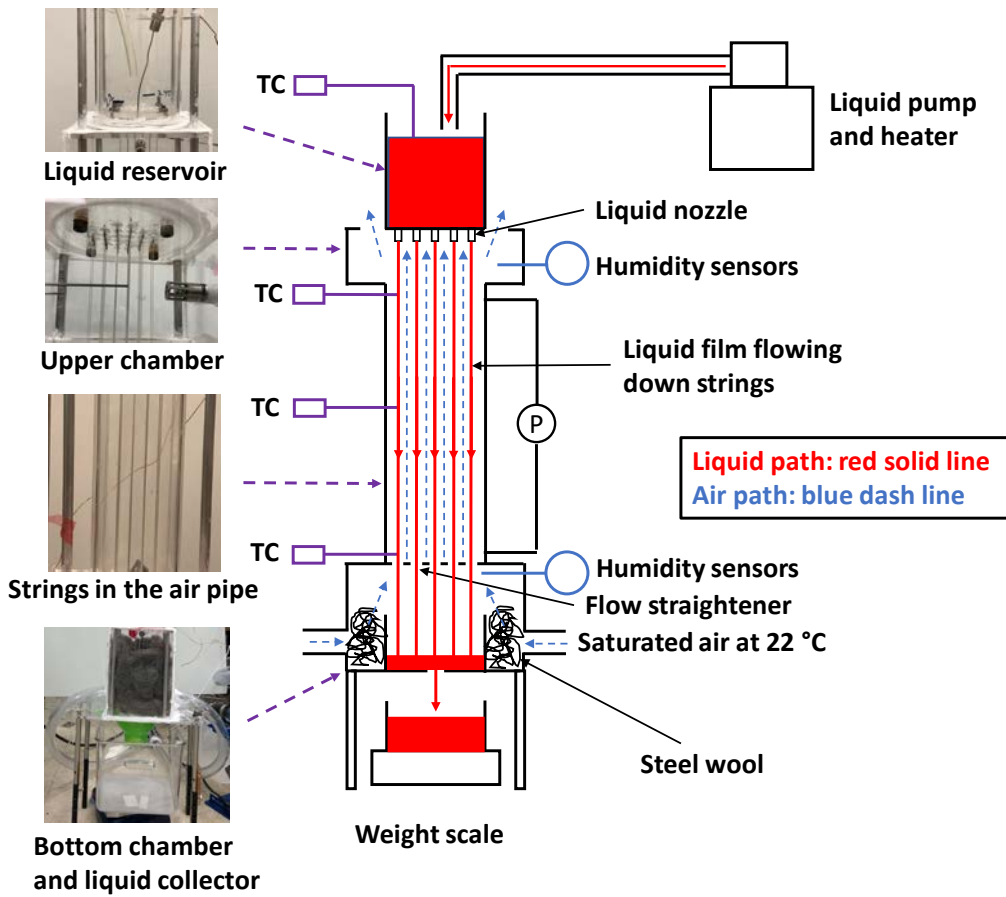 TC
Liquid pump
and heater
Liquid reservoir
Liquid nozzle
Humidity sensors
TC
Upper chamber
Liquid film flowing
down strings
TC
P
Liquid path: red solid line
Air path: blue dash line
TC
Strings in the air pipe
Humidity sensors
Flow straightener
Saturated air at 22 °C
Steel wool
Weight scale
Bottom chamber
and liquid collector